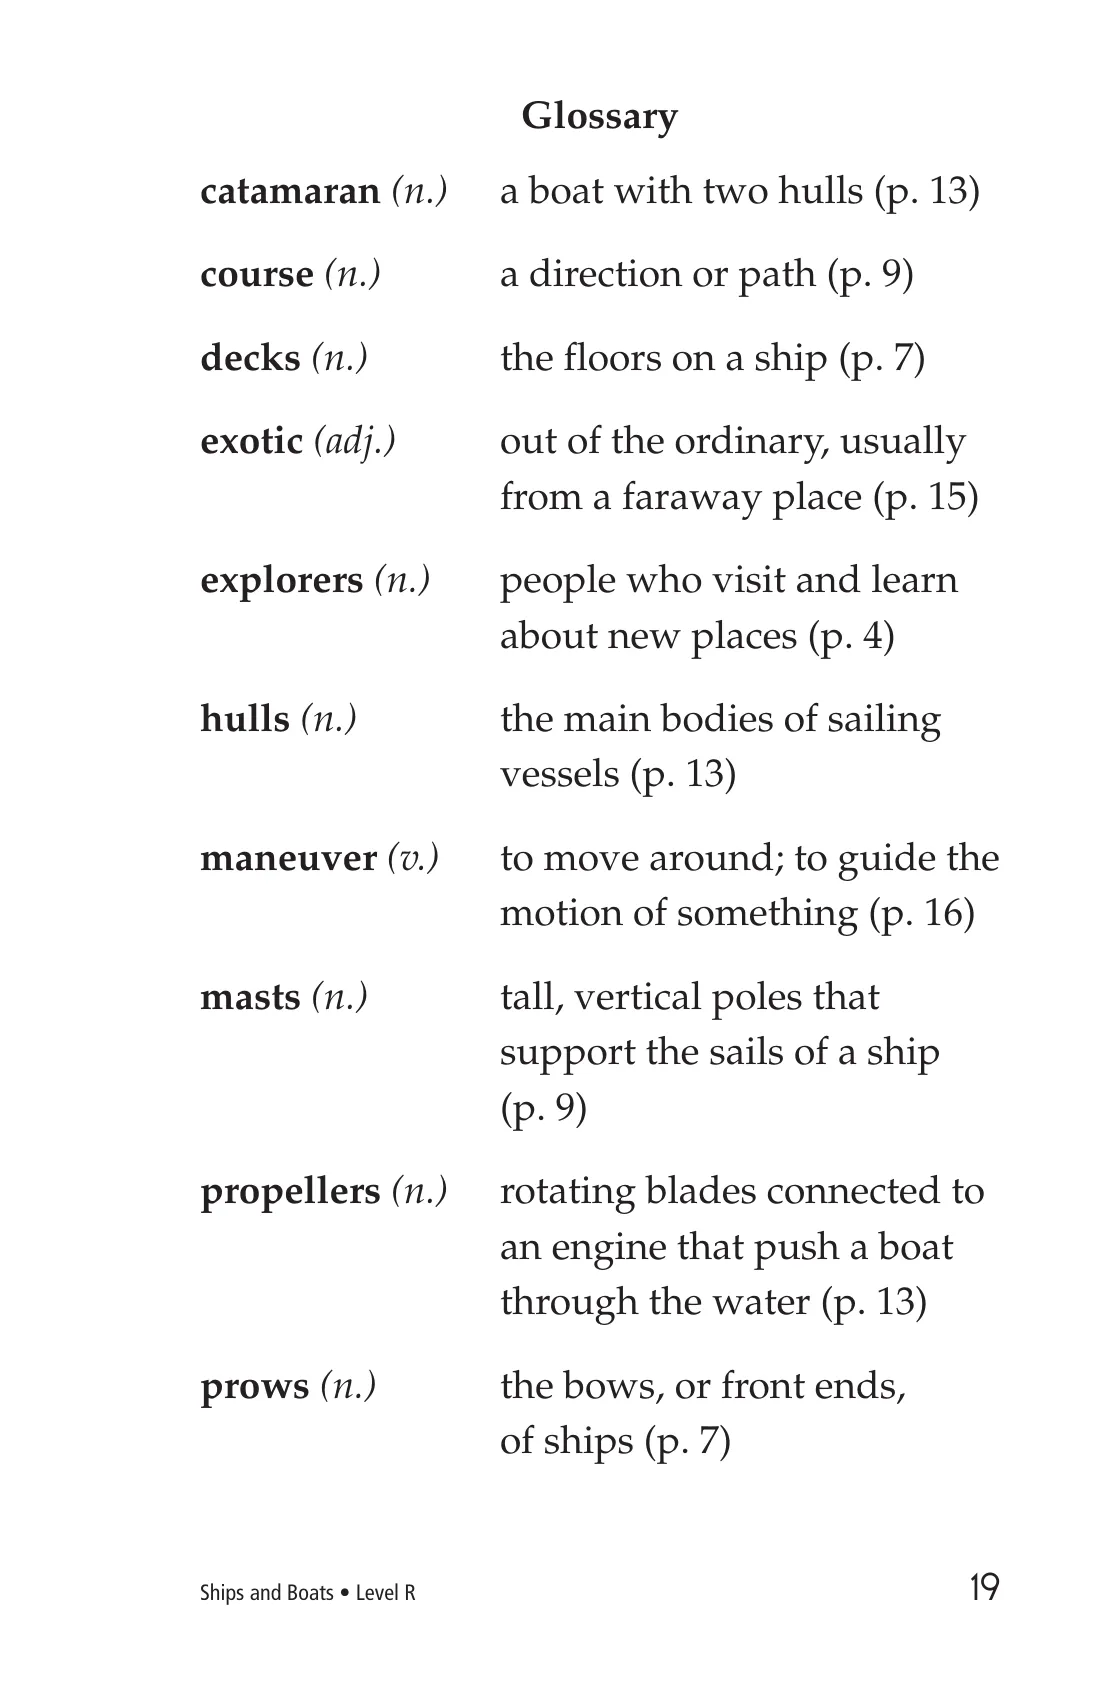 Glossary
catamaran (n.) a boat with two hulls (p. 13)
course (n.) a direction or path (p. 9)
decks (n.) the floors on a ship (p. 7)
exotic (adj.) out of the ordinary, usually
from a faraway place (p. 15)
explorers (n.) people who visit and learn
about new places (p. 4)
hulls (n.) the main bodies of sailing
vessels (p. 13)
maneuver (v.) to move around; to guide the
motion of something (p. 16)
masts (n.) tall, vertical poles that
support the sails of a ship
(p. 9)
propellers (n.) rotating blades connected to
an engine that push a boat
through the water (p. 13)
prows (n.) the bows, or front ends,
of ships (p. 7)
Ships and Boats • Level R 19